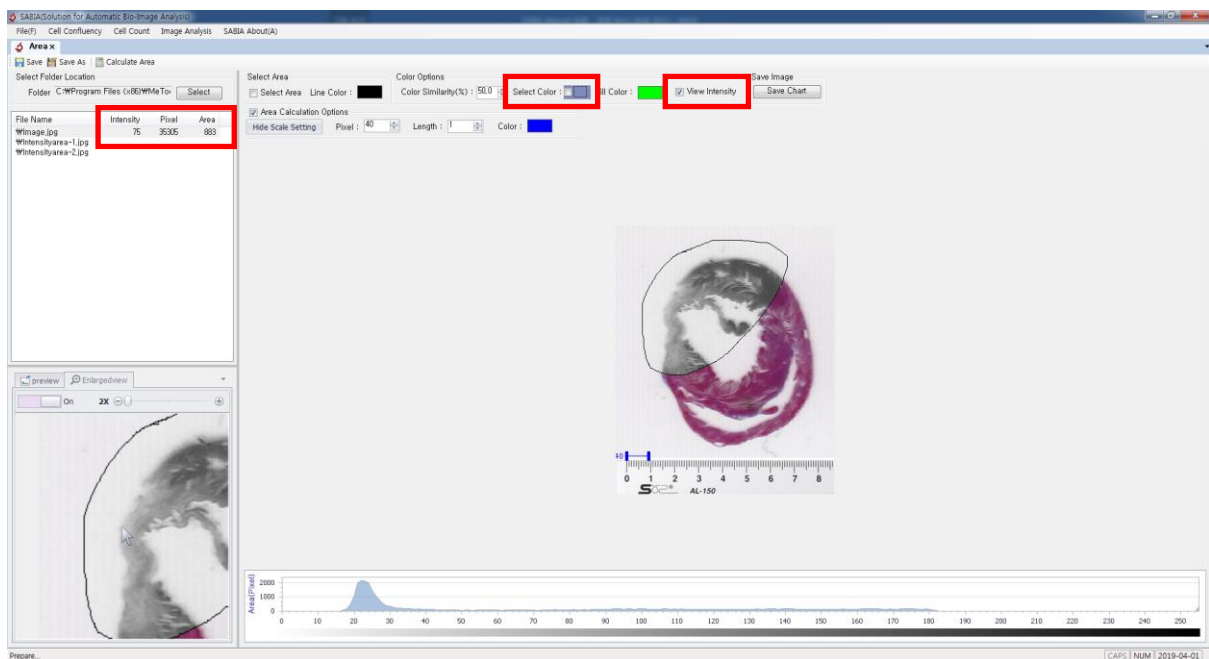 SABIA(Solution for Automatic Bio-Image Analysis)
File(F) Cell Confluency Cell Count Image Analysis SABIA About(A)
Area x
Save Save As Calculate Area
Select Folder Location
Folder C:₩Program Files (x86)₩MeTo Select
File Name Intensity Pixel Area
₩Image.jpg 75 35305 883
₩Intensityarea-1.jpg
₩Intensityarea-2.jpg
Select Area Color Options Save Image
Select Area Line Color : Color Similarity(%) : 50.0 Select Color : ill Color : View Intensity Save Chart
Area Calculation Options
Hide Scale Setting Pixel : 40 Length : 1 Color :
preview Enlargedview
On 2X
40
0 1 2 3 4 5 6 7 8
AL-150
Area(Pixel)
2000
1000
0
0 10 20 30 40 50 60 70 80 90 100 110 120 130 140 150 160 170 180 190 200 210 220 230 240 250
Prepare... CAPS NUM 2019-04-01